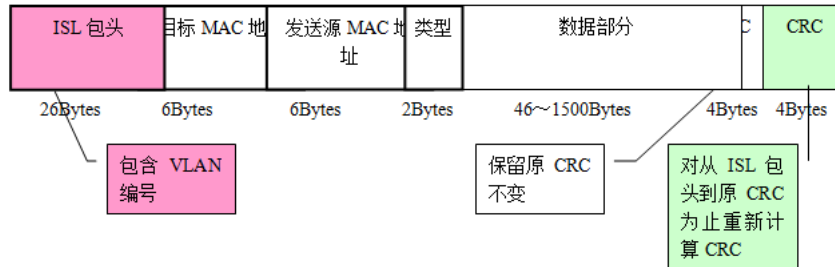 ISL 包头
目标 MAC 地
发送源 MAC 地
址
类型
数据部分
C
CRC
26Bytes
6Bytes
6Bytes
2Bytes
46～1500Bytes
4Bytes
4Bytes
包含 VLAN
编号
保留原 CRC
不变
对从 ISL 包
头到原 CRC
为止重新计
算 CRC